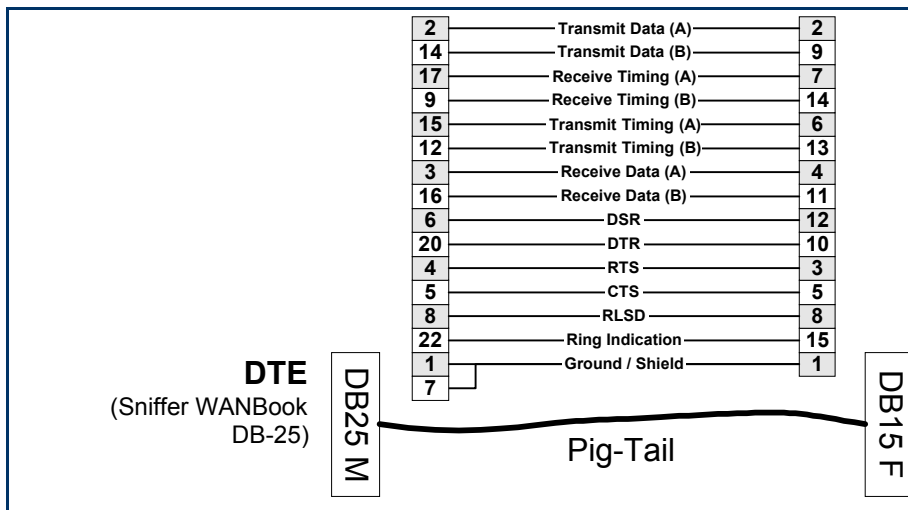 2 Transmit Data (A) 2
14 Transmit Data (B) 9
17 Receive Timing (A) 7
9 Receive Timing (B) 14
15 Transmit Timing (A) 6
12 Transmit Timing (B) 13
3 Receive Data (A) 4
16 Receive Data (B) 11
6 DSR 12
20 DTR 10
4 RTS 3
5 CTS 5
8 RLSD 8
22 Ring Indication 15
1 Ground / Shield 1
7
DTE
(Sniffer WANBook
DB-25)
DB25 M
Pig-Tail
DB15 F